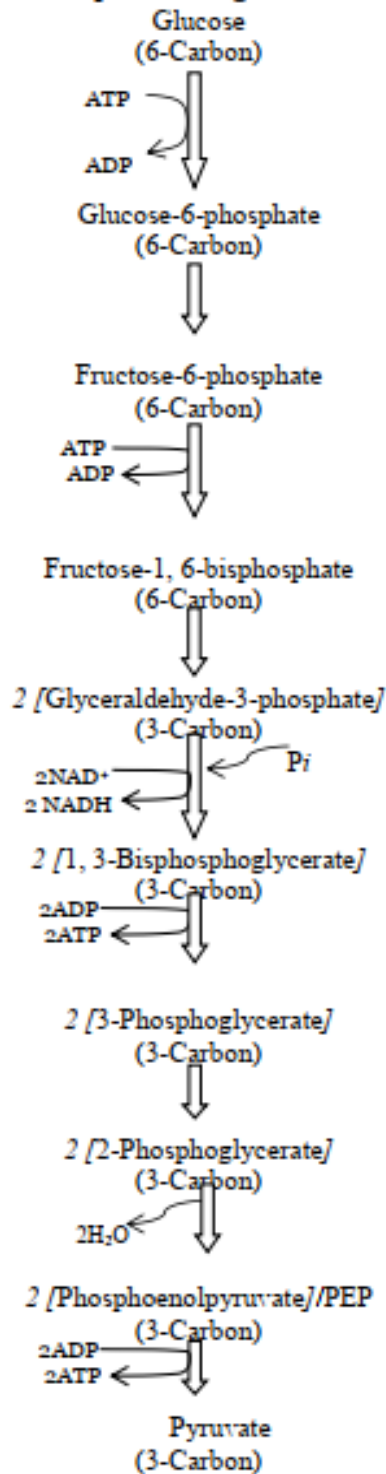 Glucose
(6-Carbon)
ATP
ADP
Glucose-6-phosphate
(6-Carbon)
Fructose-6-phosphate
(6-Carbon)
ATP
ADP
Fructose-1, 6-bisphosphate
(6-Carbon)
2 [Glyceraldehyde-3-phosphate]
(3-Carbon)
Pi
2NAD⁺
2 NADH
2 [1, 3-Bisphosphoglycerate]
(3-Carbon)
2ADP
2ATP
2 [3-Phosphoglycerate]
(3-Carbon)
2 [2-Phosphoglycerate]
(3-Carbon)
2H₂O
2 [Phosphoenolpyruvate]/PEP
(3-Carbon)
2ADP
2ATP
Pyruvate
(3-Carbon)